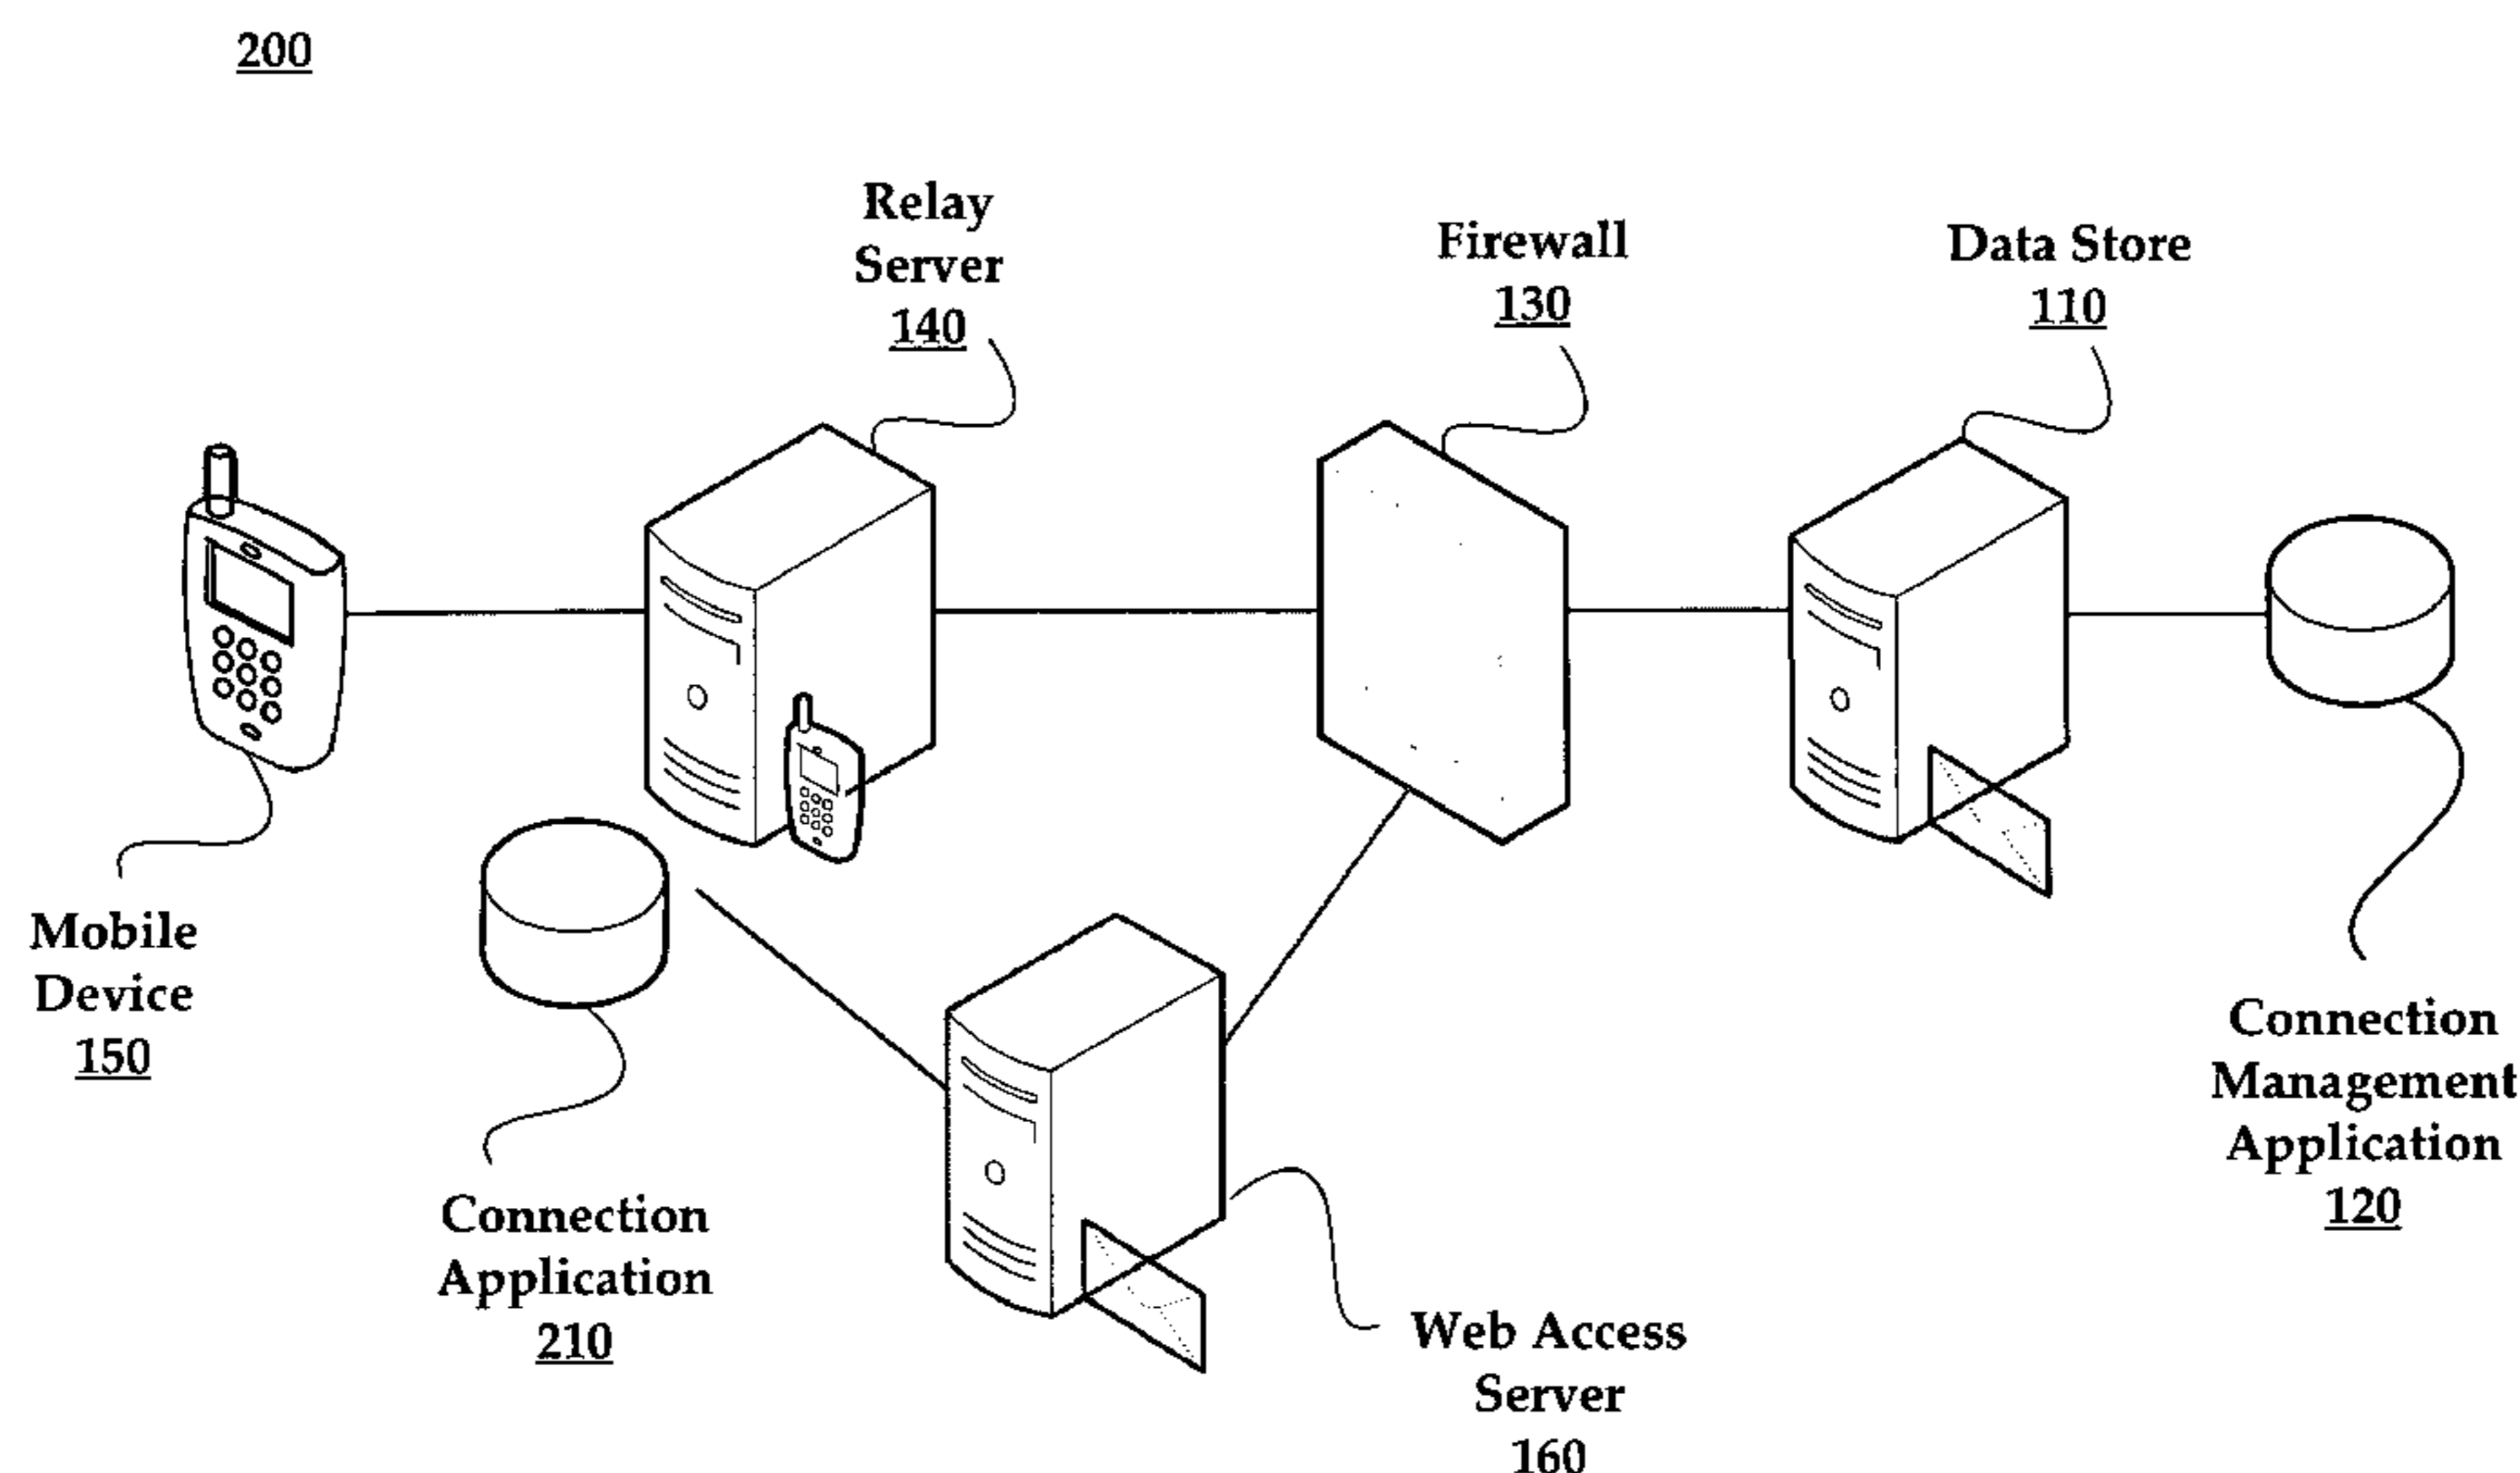 200
Relay
Server
140
Firewall
130
Data Store
110
Mobile
Device
150
Connection
Application
210
Web Access
Server
160
Connection
Management
Application
120